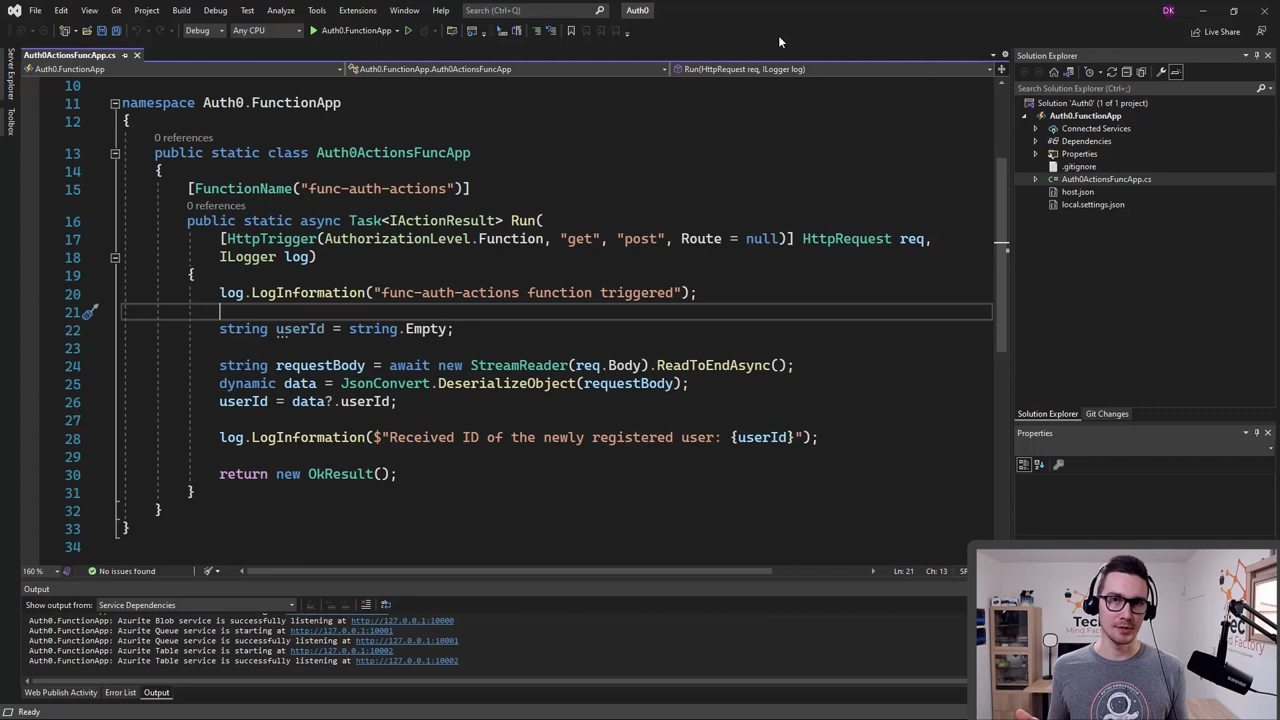 File Edit View Git Project Build Debug Test Analyze Tools Extensions Window Help Search (Ctrl+Q) Auth0 DK
Debug Any CPU Auth0.FunctionApp Live Share
Server Explorer
Toolbox
Auth0ActionsFuncApp.cs
Auth0.FunctionApp Auth0.FunctionApp.Auth0ActionsFuncApp Run(HttpRequest req, ILogger log)
10
11 namespace Auth0.FunctionApp
12 {
0 references
13 public static class Auth0ActionsFuncApp
14 {
15 [FunctionName("func-auth-actions")]
0 references
16 public static async Task<IActionResult> Run(
17 [HttpTrigger(AuthorizationLevel.Function, "get", "post", Route = null)] HttpRequest req,
18 ILogger log)
19 {
20 log.LogInformation("func-auth-actions function triggered");
21
22 string userId = string.Empty;
23
24 string requestBody = await new StreamReader(req.Body).ReadToEndAsync();
25 dynamic data = JsonConvert.DeserializeObject(requestBody);
26 userId = data?.userId;
27
28 log.LogInformation($"Received ID of the newly registered user: {userId}");
29
30 return new OkResult();
31 }
32 }
33 }
34
160 % No issues found Ln: 21 Ch: 13
Output
Show output from: Service Dependencies
Auth0.FunctionApp: Azurite Blob service is successfully listening at http://127.0.0.1:10000
Auth0.FunctionApp: Azurite Queue service is starting at http://127.0.0.1:10001
Auth0.FunctionApp: Azurite Queue service is successfully listening at http://127.0.0.1:10001
Auth0.FunctionApp: Azurite Table service is starting at http://127.0.0.1:10002
Auth0.FunctionApp: Azurite Table service is successfully listening at http://127.0.0.1:10002
Web Publish Activity Error List Output
Ready
Solution Explorer
Search Solution Explorer (Ctrl+;)
Solution 'Auth0' (1 of 1 project)
Auth0.FunctionApp
Connected Services
Dependencies
Properties
.gitignore
Auth0ActionsFuncApp.cs
host.json
local.settings.json
Solution Explorer Git Changes
Properties
Tech
Mind Factory